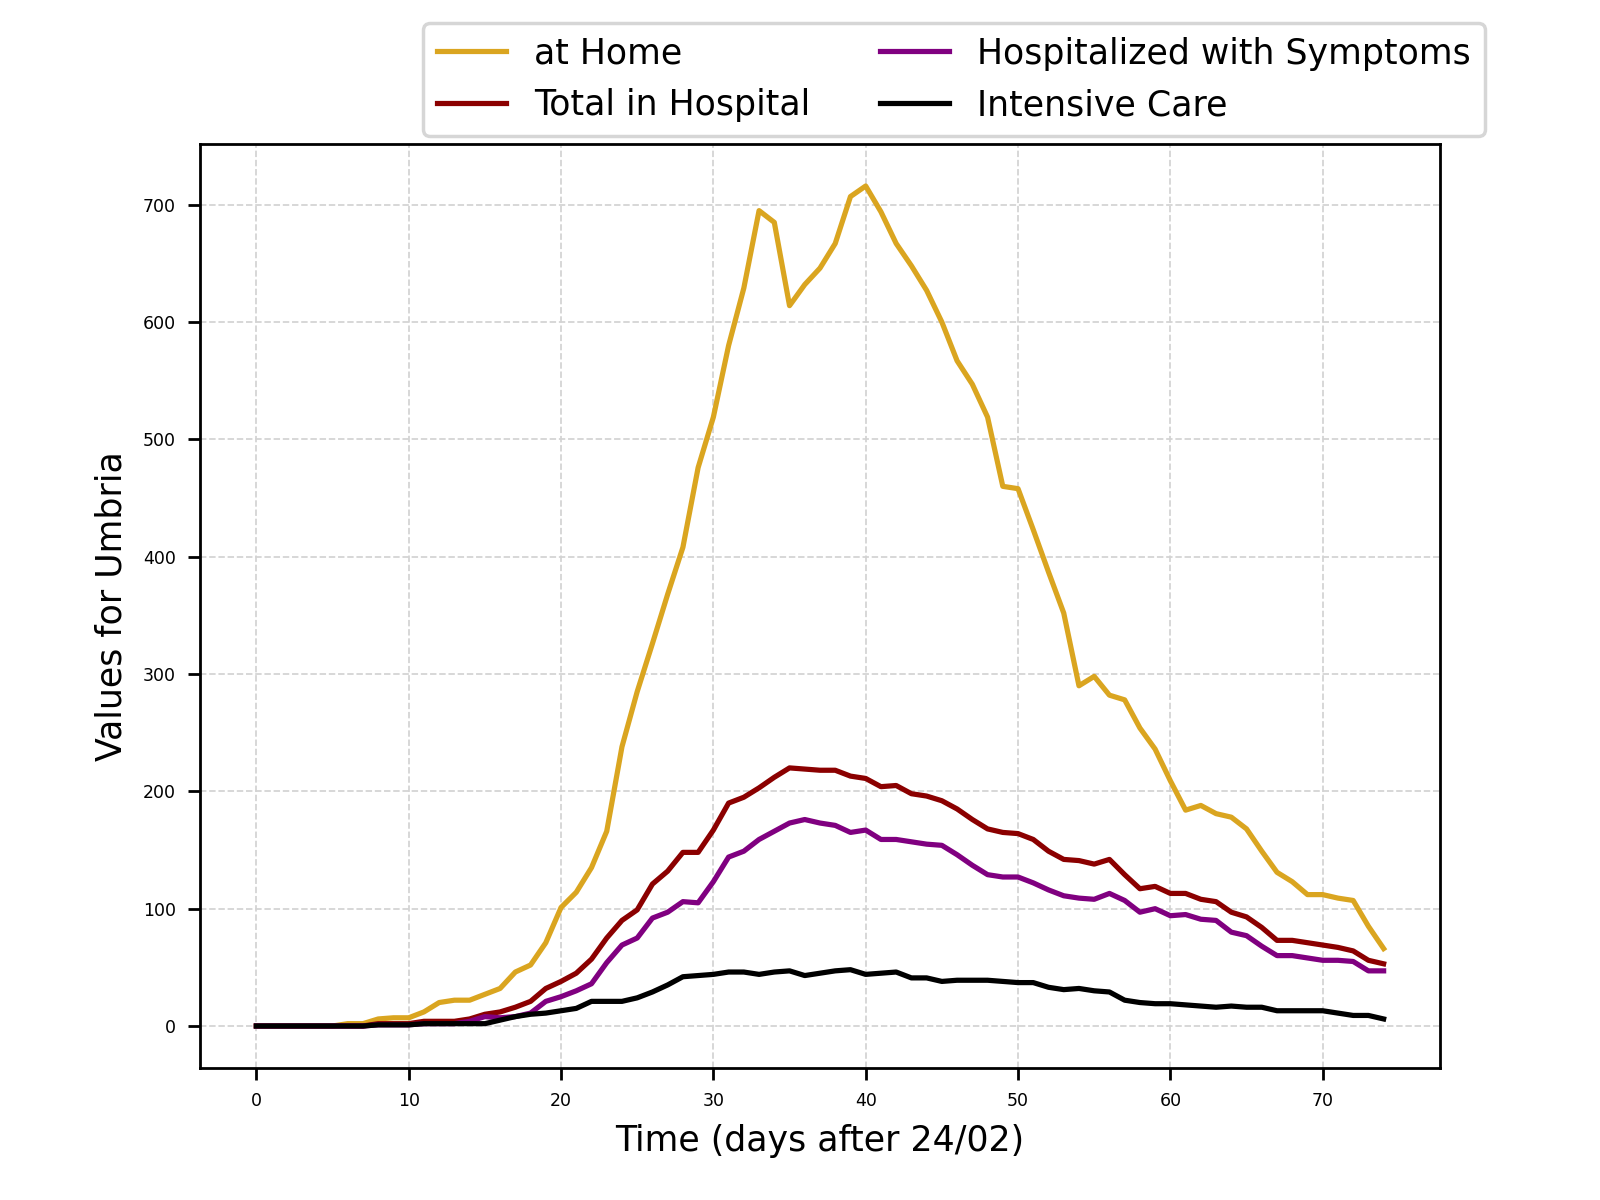 at Home
Total in Hospital
Hospitalized with Symptoms
Intensive Care
Values for Umbria
700
600
500
400
300
200
100
0
0 10 20 30 40 50 60 70
Time (days after 24/02)